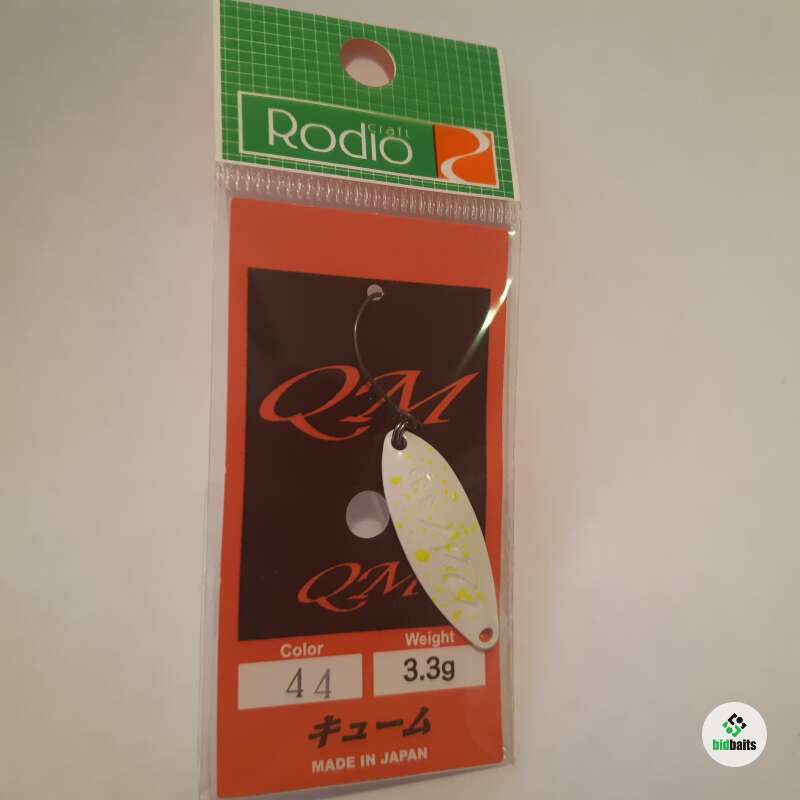 Rodio
craft
QM
QM
Color
Weight
44
3.3g
キューム
MADE IN JAPAN
bidbaits